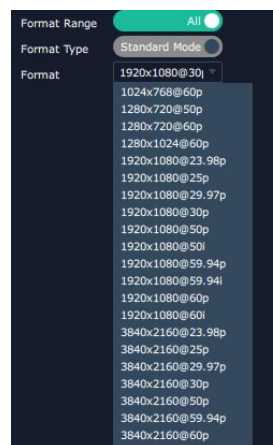 Format Range All
Format Type Standard Mode
Format 1920x1080@30p
1024x768@60p
1280x720@50p
1280x720@60p
1280x1024@60p
1920x1080@23.98p
1920x1080@25p
1920x1080@29.97p
1920x1080@30p
1920x1080@50p
1920x1080@50i
1920x1080@59.94p
1920x1080@59.94i
1920x1080@60p
1920x1080@60i
3840x2160@23.98p
3840x2160@25p
3840x2160@29.97p
3840x2160@30p
3840x2160@50p
3840x2160@59.94p
3840x2160@60p